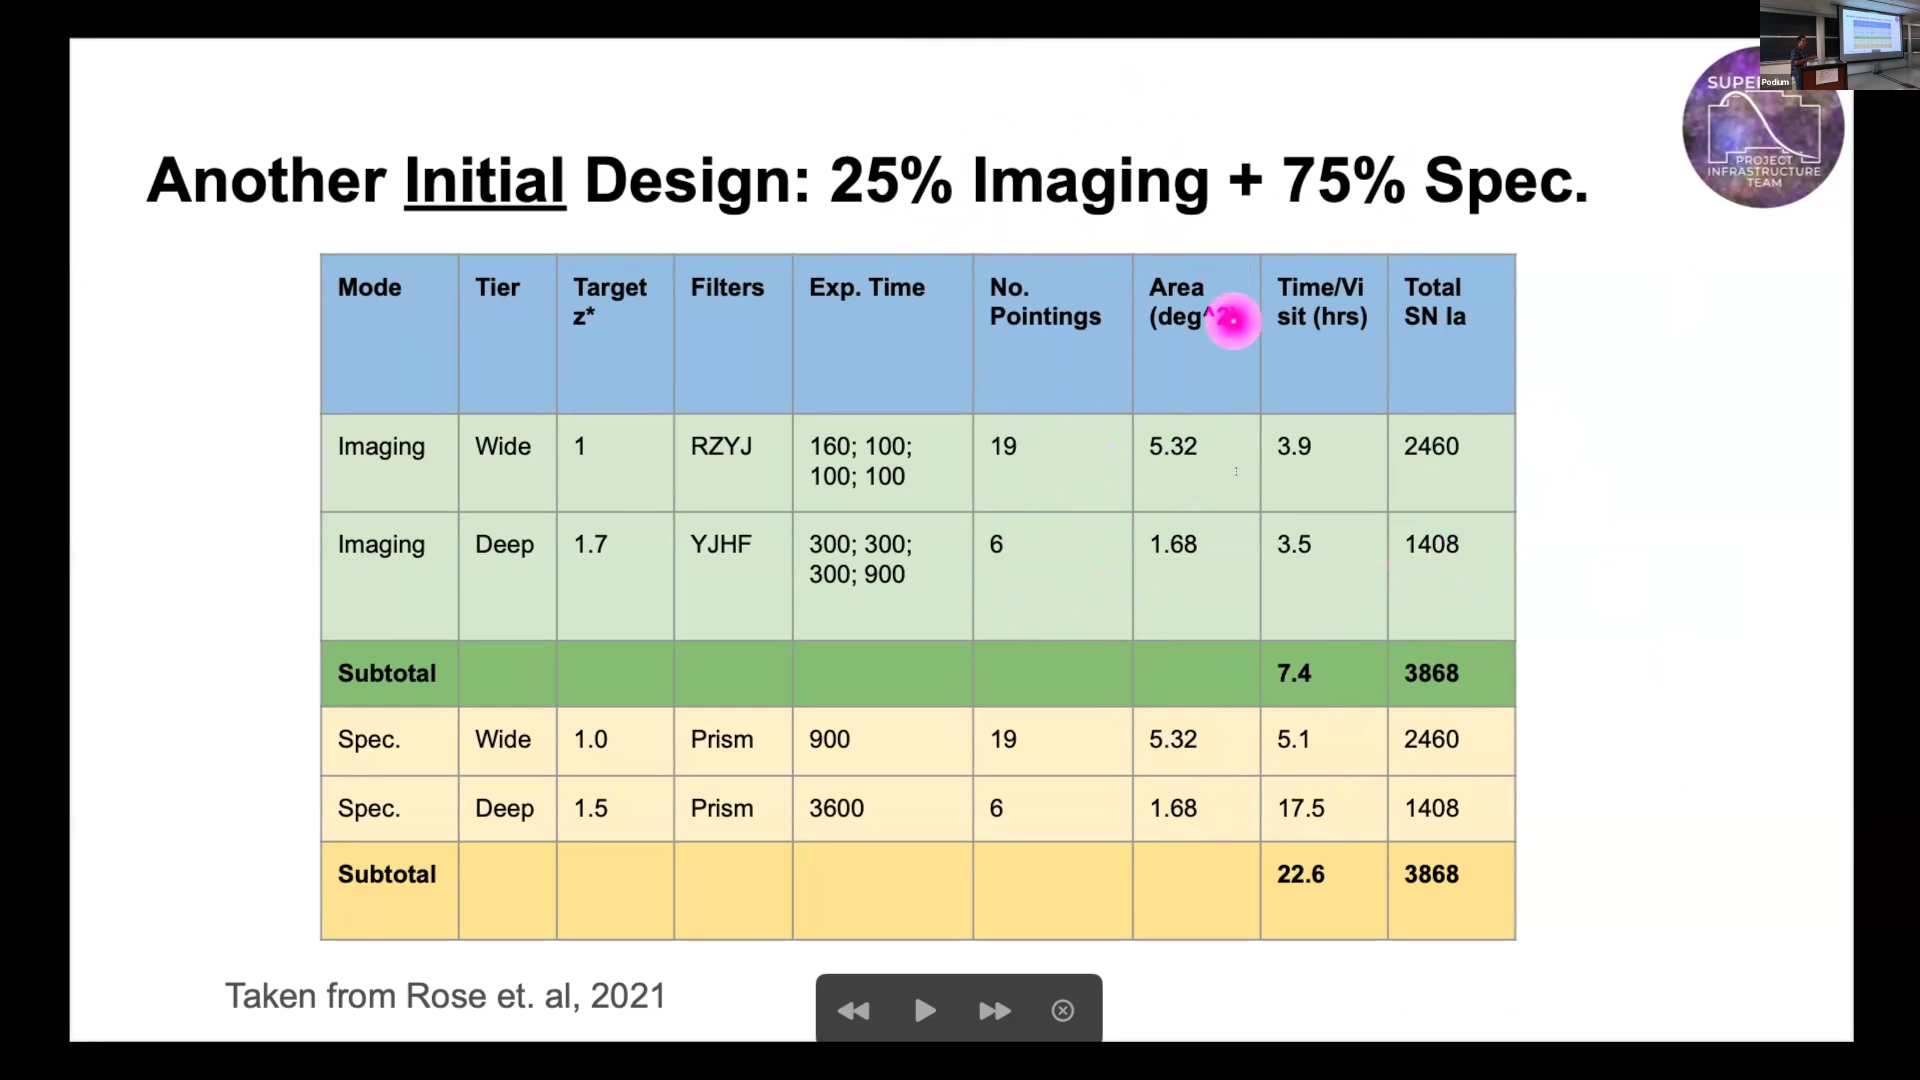 Podium
SUPE
PROJECT
INFRASTRUCTURE
TEAM
Another Initial Design: 25% Imaging + 75% Spec.
Mode Tier Target z* Filters Exp. Time No. Pointings Area (deg^2) Time/Vi sit (hrs) Total SN Ia
Imaging Wide 1 RZYJ 160; 100; 100; 100 19 5.32 3.9 2460
Imaging Deep 1.7 YJHF 300; 300; 300; 900 6 1.68 3.5 1408
Subtotal 7.4 3868
Spec. Wide 1.0 Prism 900 19 5.32 5.1 2460
Spec. Deep 1.5 Prism 3600 6 1.68 17.5 1408
Subtotal 22.6 3868
Taken from Rose et. al, 2021